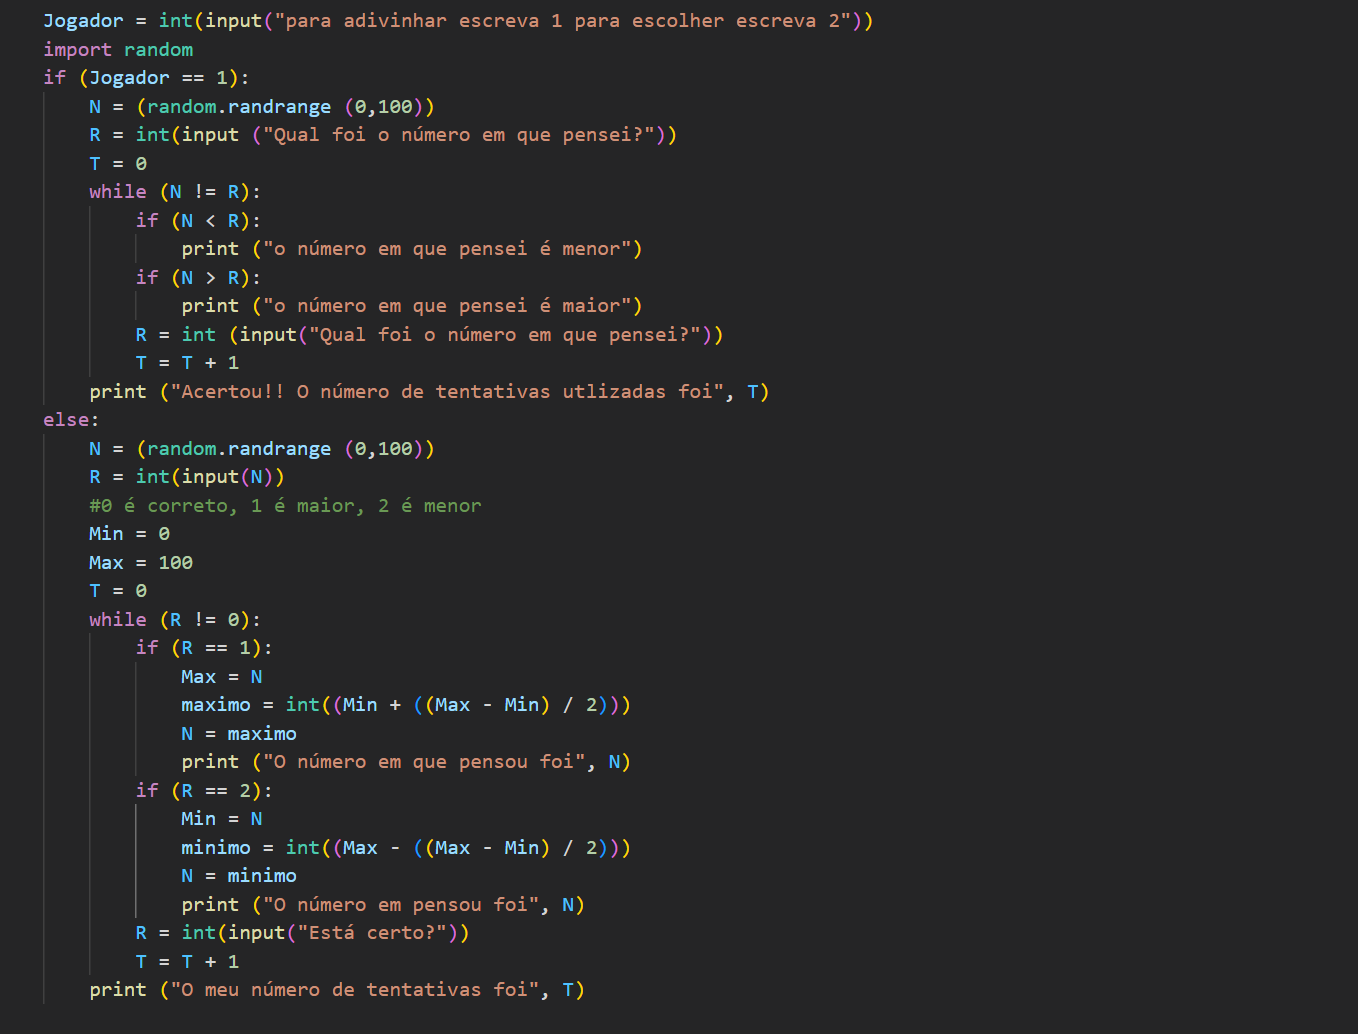 Jogador = int(input("para adivinhar escreva 1 para escolher escreva 2"))
import random
if (Jogador == 1):
    N = (random.randrange (0,100))
    R = int(input ("Qual foi o número em que pensei?"))
    T = 0
    while (N != R):
        if (N < R):
            print ("o número em que pensei é menor")
        if (N > R):
            print ("o número em que pensei é maior")
        R = int (input("Qual foi o número em que pensei?"))
        T = T + 1
    print ("Acertou!! O número de tentativas utlizadas foi", T)
else:
    N = (random.randrange (0,100))
    R = int(input(N))
    #0 é correto, 1 é maior, 2 é menor
    Min = 0
    Max = 100
    T = 0
    while (R != 0):
        if (R == 1):
            Max = N
            maximo = int((Min + ((Max - Min) / 2)))
            N = maximo
            print ("O número em que pensou foi", N)
        if (R == 2):
            Min = N
            minimo = int((Max - ((Max - Min) / 2)))
            N = minimo
            print ("O número em pensou foi", N)
        R = int(input("Está certo?"))
        T = T + 1
    print ("O meu número de tentativas foi", T)